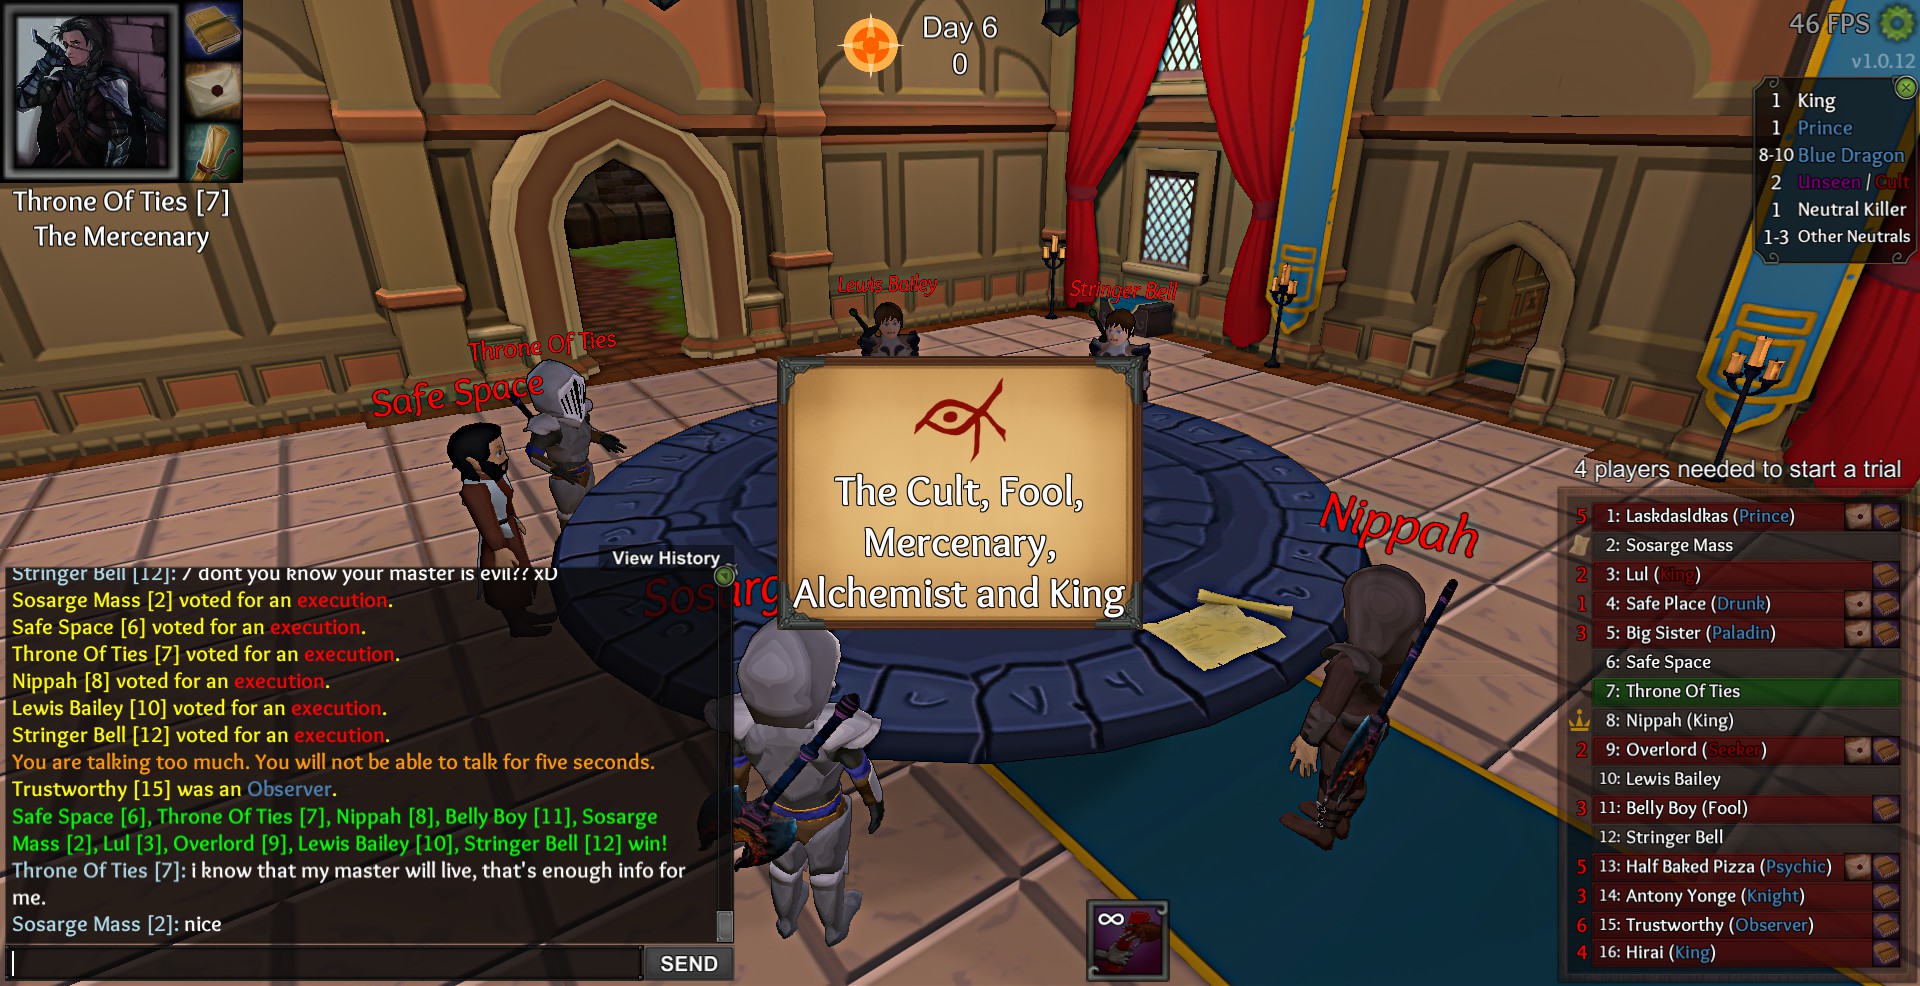 Day 6
0
46 FPS
v1.0.12
1 King
1 Prince
8-10 Blue Dragon
2 Unseen / Cult
1 Neutral Killer
1-3 Other Neutrals
Throne Of Ties [7]
The Mercenary
Lewis Bailey
Stringer Bell
Throne Of Ties
Safe Space
Nippah
Sosarg
The Cult, Fool,
Mercenary,
Alchemist and King
View History
Stringer Bell [12]: 7 dont you know your master is evil?? xD
Sosarge Mass [2] voted for an execution.
Safe Space [6] voted for an execution.
Throne Of Ties [7] voted for an execution.
Nippah [8] voted for an execution.
Lewis Bailey [10] voted for an execution.
Stringer Bell [12] voted for an execution.
You are talking too much. You will not be able to talk for five seconds.
Trustworthy [15] was an Observer.
Safe Space [6], Throne Of Ties [7], Nippah [8], Belly Boy [11], Sosarge
Mass [2], Lul [3], Overlord [9], Lewis Bailey [10], Stringer Bell [12] win!
Throne Of Ties [7]: i know that my master will live, that's enough info for
me.
Sosarge Mass [2]: nice
SEND
∞
4 players needed to start a trial
5 1: Laskdasldkas (Prince)
2: Sosarge Mass
2 3: Lul (King)
1 4: Safe Place (Drunk)
3 5: Big Sister (Paladin)
6: Safe Space
7: Throne Of Ties
8: Nippah (King)
2 9: Overlord (Seeker)
10: Lewis Bailey
3 11: Belly Boy (Fool)
12: Stringer Bell
5 13: Half Baked Pizza (Psychic)
3 14: Antony Yonge (Knight)
6 15: Trustworthy (Observer)
4 16: Hirai (King)